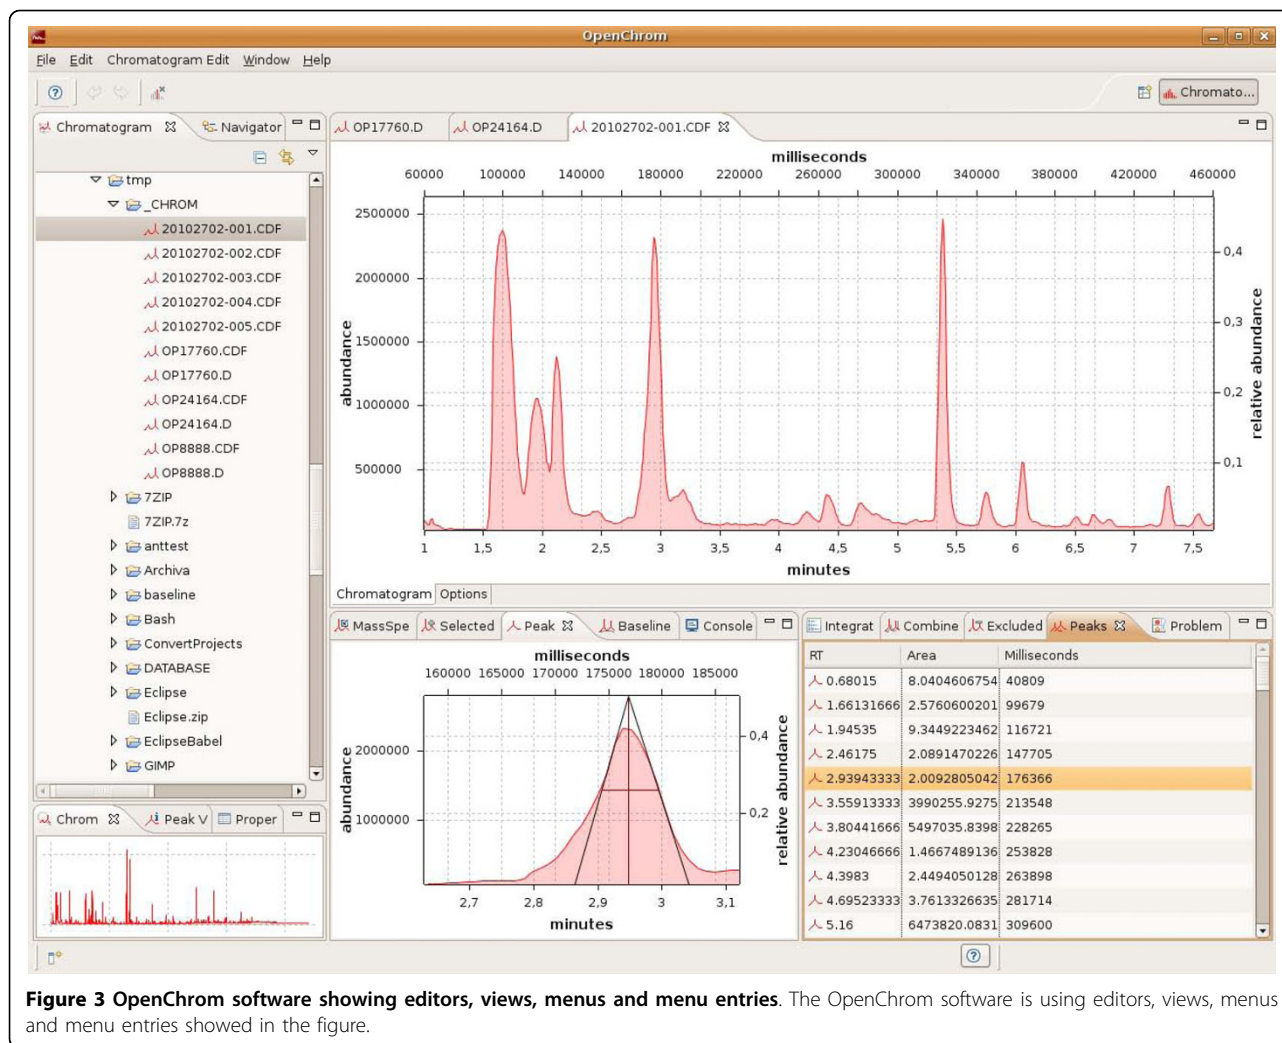 OpenChrom
File Edit Chromatogram Edit Window Help
Chromato...
Chromatogram Navigator
tmp
_CHROM
20102702-001.CDF
20102702-002.CDF
20102702-003.CDF
20102702-004.CDF
20102702-005.CDF
OP17760.CDF
OP17760.D
OP24164.CDF
OP24164.D
OP8888.CDF
OP8888.D
7ZIP
7ZIP.7z
anttest
Archiva
baseline
Bash
ConvertProjects
DATABASE
Eclipse
Eclipse.zip
EclipseBabel
GIMP
Chrom Peak V Proper
OP17760.D OP24164.D 20102702-001.CDF
milliseconds
60000 100000 140000 180000 220000 260000 300000 340000 380000 420000 460000
abundance
2500000
2000000
1500000
1000000
500000
relative abundance
0,4
0,3
0,2
0,1
1 1,5 2 2,5 3 3,5 4 4,5 5 5,5 6 6,5 7 7,5
minutes
Chromatogram Options
MassSpe Selected Peak Baseline Console
milliseconds
160000 165000 170000 175000 180000 185000
abundance
2000000
1000000
relative abundance
0,4
0,2
2,7 2,8 2,9 3 3,1
minutes
Integrat Combine Excluded Peaks Problem
RT Area Milliseconds
0.68015 8.0404606754 40809
1.66131666 2.5760600201 99679
1.94535 9.3449223462 116721
2.46175 2.0891470226 147705
2.93943333 2.0092805042 176366
3.55913333 3990255.9275 213548
3.80441666 5497035.8398 228265
4.23046666 1.4667489136 253828
4.3983 2.4494050128 263898
4.69523333 3.7613326635 281714
5.16 6473820.0831 309600
Figure 3 OpenChrom software showing editors, views, menus and menu entries. The OpenChrom software is using editors, views, menus
and menu entries showed in the figure.